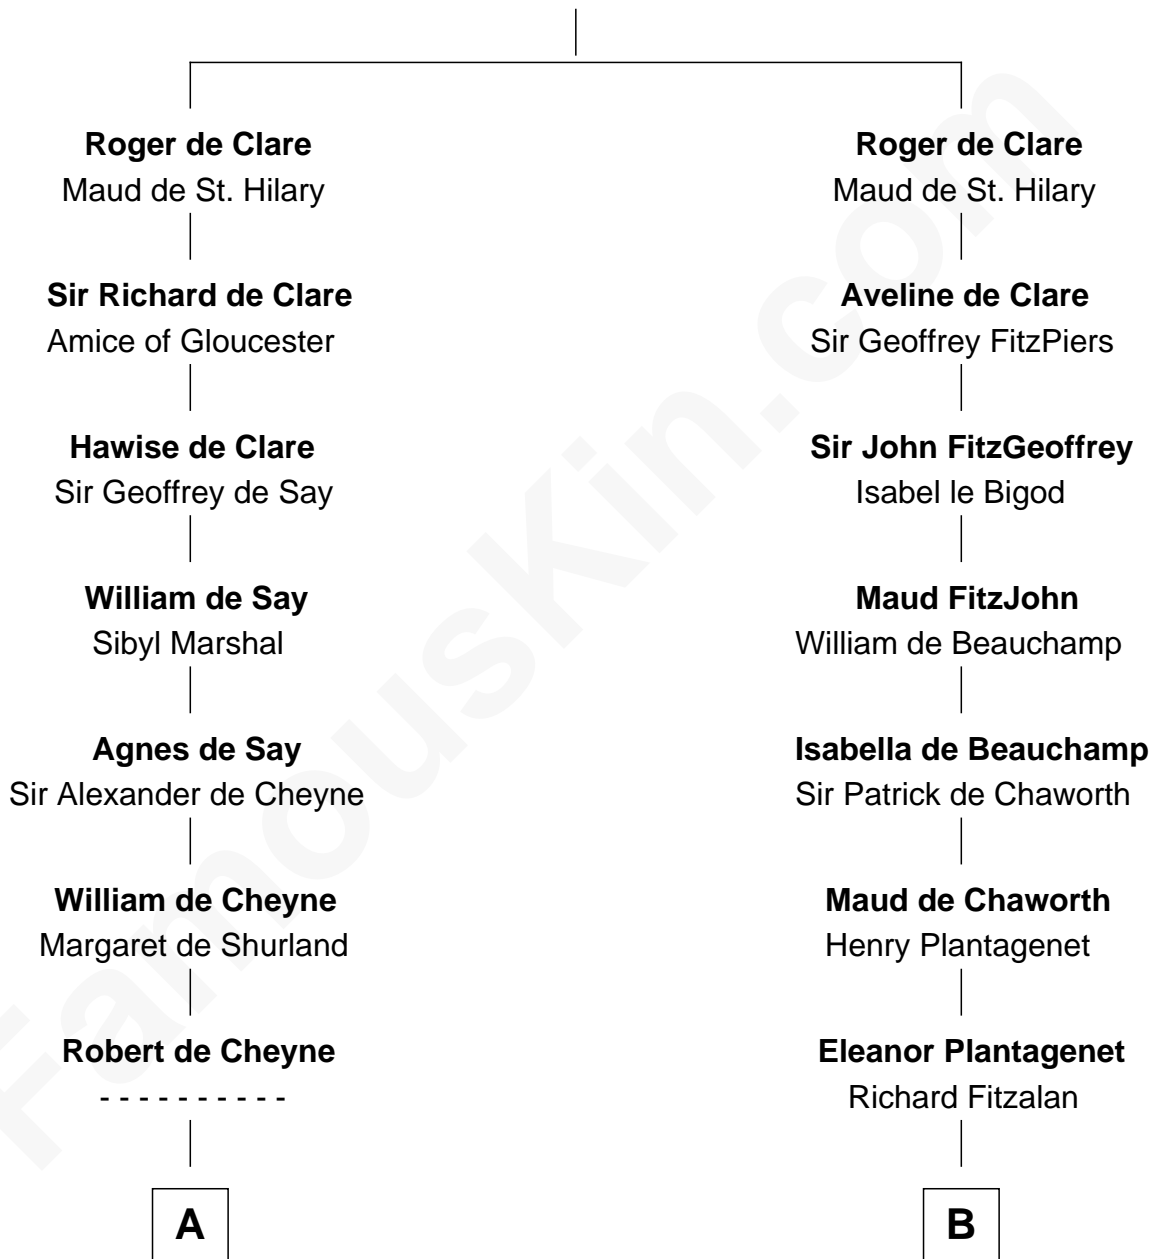 Roger de Clare
Maud de St. Hilary
Sir Richard de Clare
Amice of Gloucester
Hawise de Clare
Sir Geoffrey de Say
William de Say
Sibyl Marshal
Agnes de Say
Sir Alexander de Cheyne
William de Cheyne
Margaret de Shurland
Robert de Cheyne
- - - - - - - - - -
A
Roger de Clare
Maud de St. Hilary
Aveline de Clare
Sir Geoffrey FitzPiers
Sir John FitzGeoffrey
Isabel le Bigod
Maud FitzJohn
William de Beauchamp
Isabella de Beauchamp
Sir Patrick de Chaworth
Maud de Chaworth
Henry Plantagenet
Eleanor Plantagenet
Richard Fitzalan
B
FamousKin.com